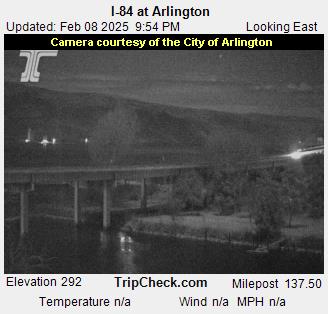 I-84 at Arlington
Updated: Feb 08 2025 9:54 PM Looking East
Camera courtesy of the City of Arlington
Elevation 292 TripCheck.com Milepost 137.50
Temperature n/a Wind n/a MPH n/a